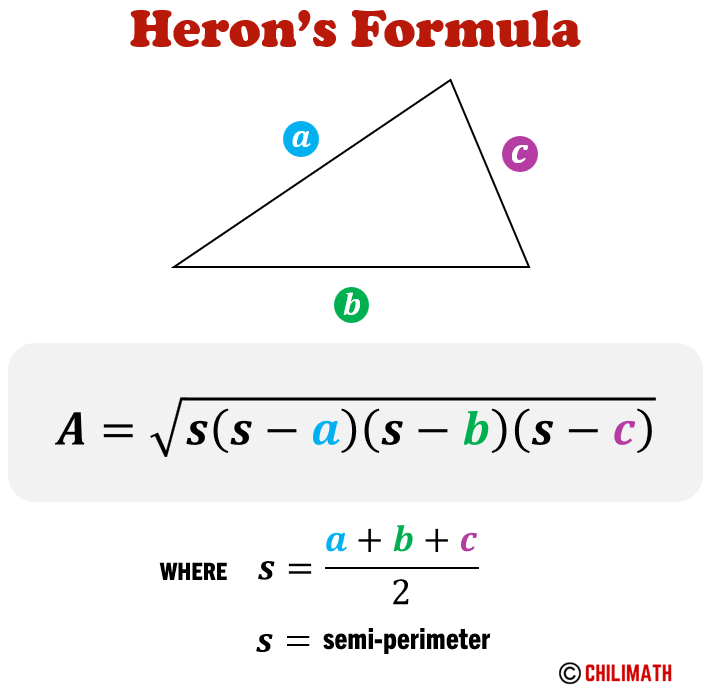 Heron’s Formula
a
c
b
A = √s(s − a)(s − b)(s − c)
WHERE s = a + b + c
2
s = semi-perimeter
© CHILIMATH